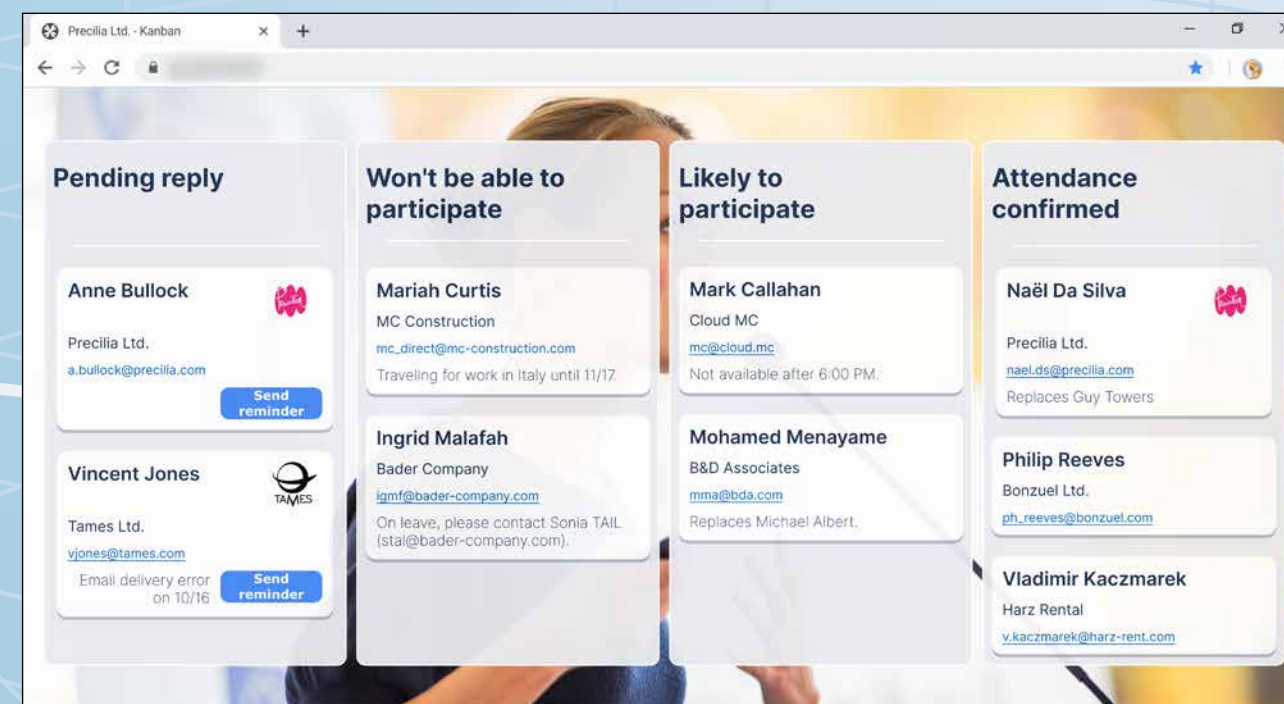 Precilia Ltd. - Kanban
Pending reply
Anne Bullock
Precilia Ltd.
a.bullock@precilia.com
Send
reminder
Vincent Jones
TAMES
Tames Ltd.
vjones@tames.com
Email delivery error
on 10/16
Send
reminder
Won't be able to
participate
Mariah Curtis
MC Construction
mc_direct@mc-construction.com
Traveling for work in Italy until 11/17.
Ingrid Malafah
Bader Company
igmf@bader-company.com
On leave, please contact Sonia TAIL
(stal@bader-company.com).
Likely to
participate
Mark Callahan
Cloud MC
mc@cloud.mc
Not available after 6:00 PM.
Mohamed Menayame
B&D Associates
mma@bda.com
Replaces Michael Albert.
Attendance
confirmed
Naël Da Silva
Precilia Ltd.
nael.ds@precilia.com
Replaces Guy Towers
Philip Reeves
Bonzuel Ltd.
ph_reeves@bonzuel.com
Vladimir Kaczmarek
Harz Rental
v.kaczmarek@harz-rent.com